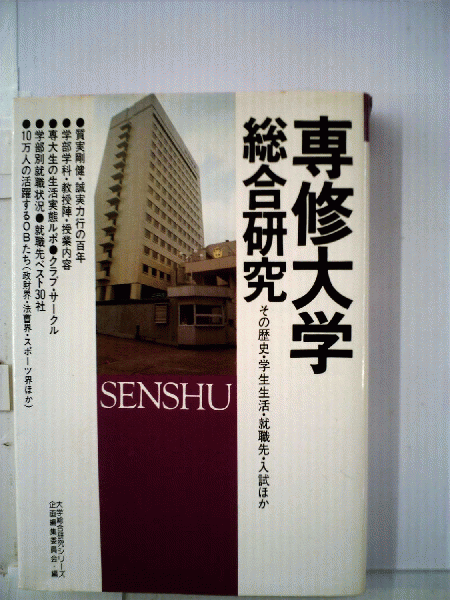 専修大学
総合研究
その歴史・学生生活・就職先・入試ほか
●質実剛健・誠実力行の百年
●学部学科・教授陣・授業内容
●専大生の生活実態ルポ●クラブ・サークル
●学部別就職状況●就職先ベスト30社
●10万人の活躍するOBたち(政財界・法曹界・スポーツ界ほか)
SENSHU
大学総合研究シリーズ
企画編集委員会・編